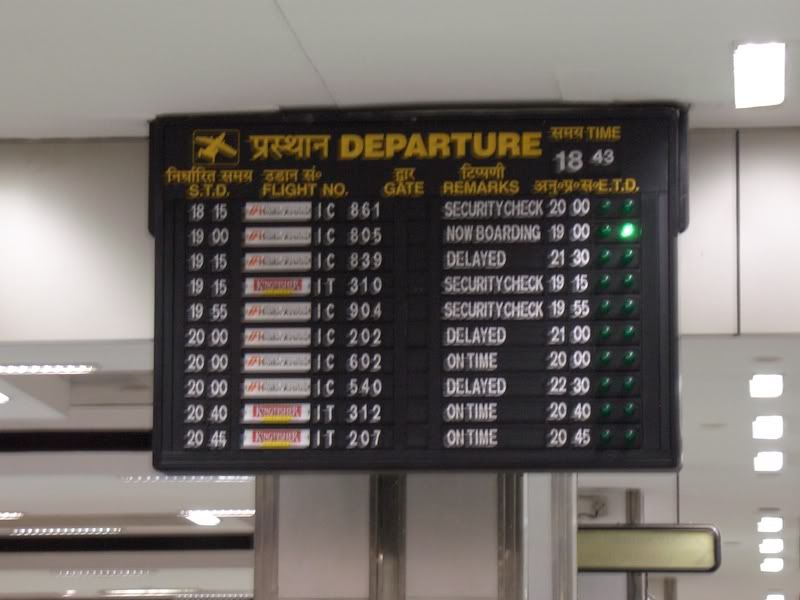 प्रस्थान DEPARTURE समय TIME
18 43
निर्धारित समय उडान सं॰ द्वार टिप्पणी अनु॰प्र॰स॰
S.T.D. FLIGHT NO. GATE REMARKS E.T.D.
18 15 IC 861 SECURITYCHECK 20 00
19 00 IC 805 NOW BOARDING 19 00
19 15 IC 839 DELAYED 21 30
19 15 KINGFISHER IT 310 SECURITYCHECK 19 15
19 55 IC 904 SECURITYCHECK 19 55
20 00 IC 202 DELAYED 21 00
20 00 IC 602 ON TIME 20 00
20 00 IC 540 DELAYED 22 30
20 40 KINGFISHER IT 312 ON TIME 20 40
20 45 KINGFISHER IT 207 ON TIME 20 45